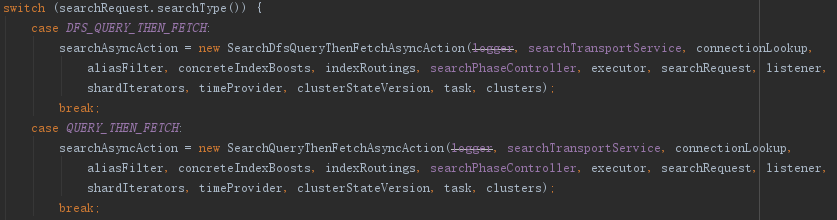 switch (searchRequest.searchType()) {
case DFS_QUERY_THEN_FETCH:
searchAsyncAction = new SearchDfsQueryThenFetchAsyncAction(logger, searchTransportService, connectionLookup,
aliasFilter, concreteIndexBoosts, indexRoutings, searchPhaseController, executor, searchRequest, listener,
shardIterators, timeProvider, clusterStateVersion, task, clusters);
break;
case QUERY_THEN_FETCH:
searchAsyncAction = new SearchQueryThenFetchAsyncAction(logger, searchTransportService, connectionLookup,
aliasFilter, concreteIndexBoosts, indexRoutings, searchPhaseController, executor, searchRequest, listener,
shardIterators, timeProvider, clusterStateVersion, task, clusters);
break;